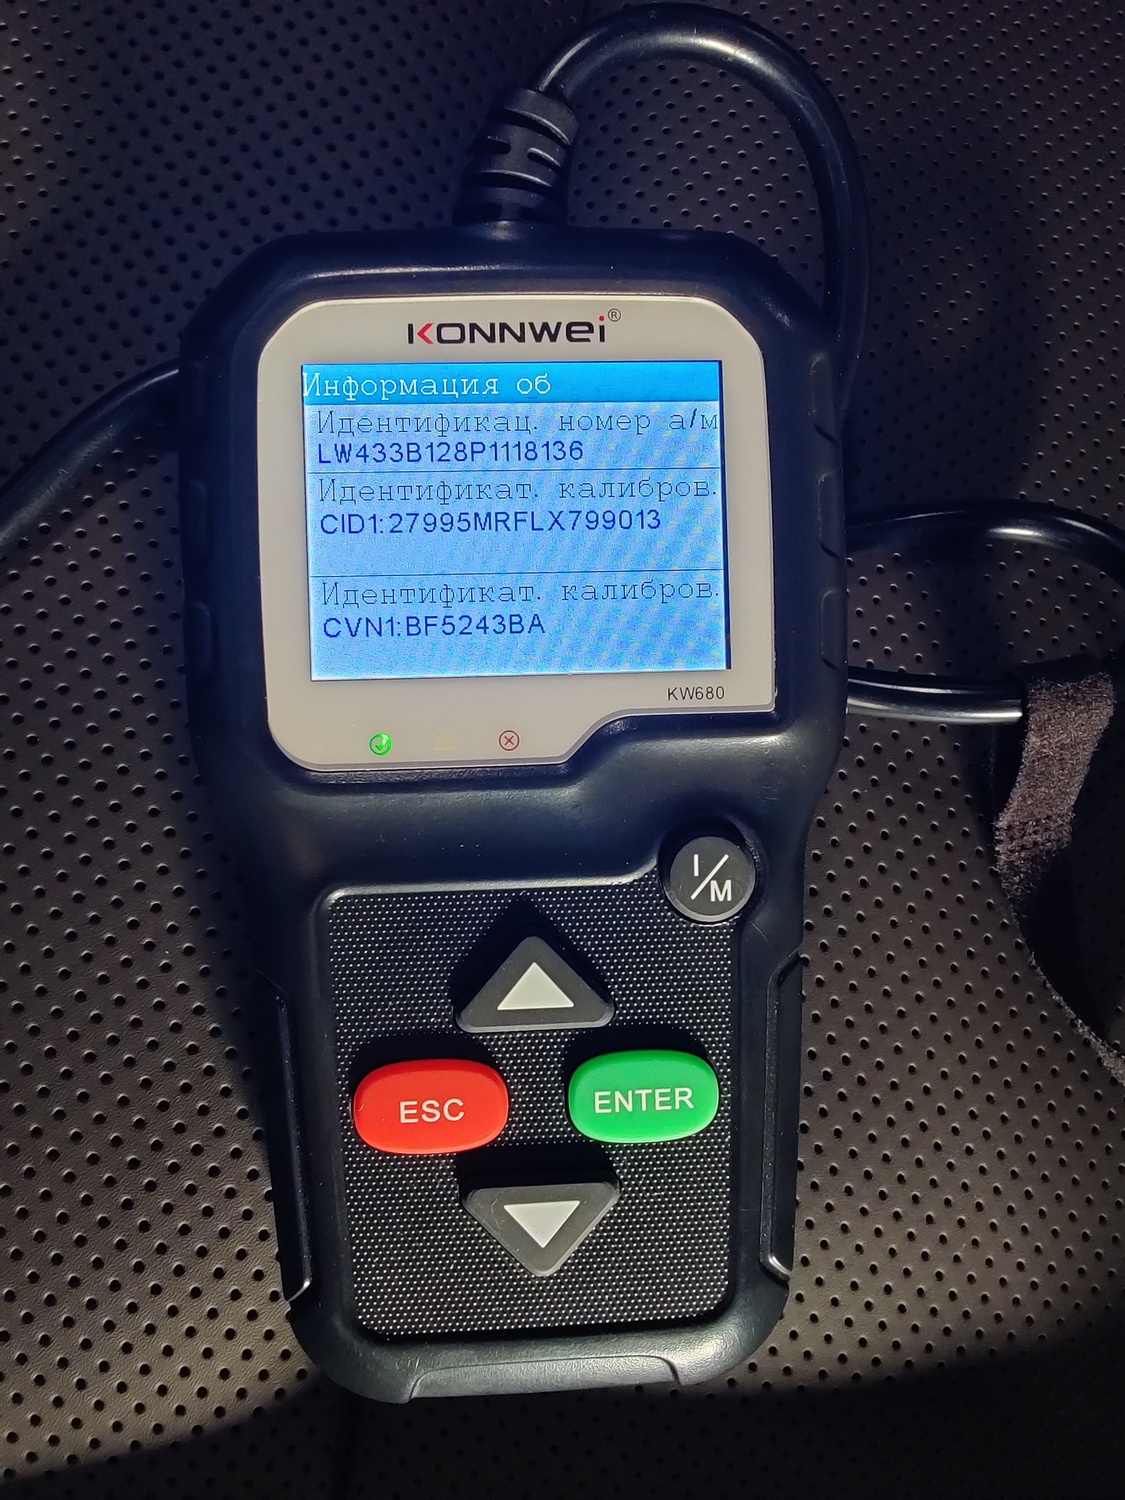 KONNWEI®
Информация об
Идентификац. номер а/м
LW433B128P1118136
Идентификат. калибров.
CID1:27995MRFLX799013
Идентификат. калибров.
CVN1:BF5243BA
KW680
I/M
ESC
ENTER